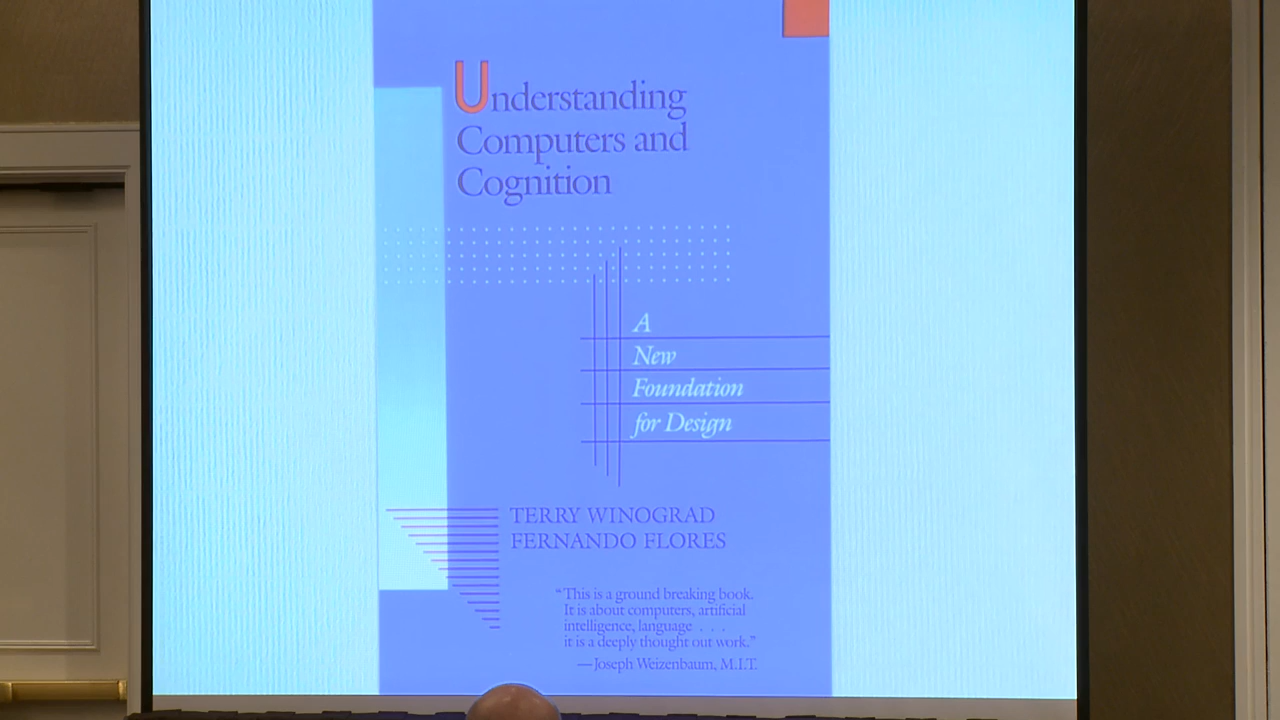 Understanding
Computers and
Cognition
A
New
Foundation
for Design
TERRY WINOGRAD
FERNANDO FLORES
“This is a ground breaking book.
It is about computers, artificial
intelligence, language . . .
it is a deeply thought out work.”
—Joseph Weizenbaum, M.I.T.